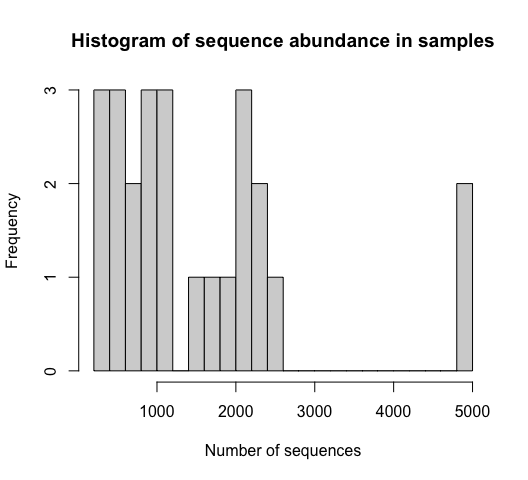 Histogram of sequence abundance in samples
3
2
1
0
Frequency
1000 2000 3000 4000 5000
Number of sequences